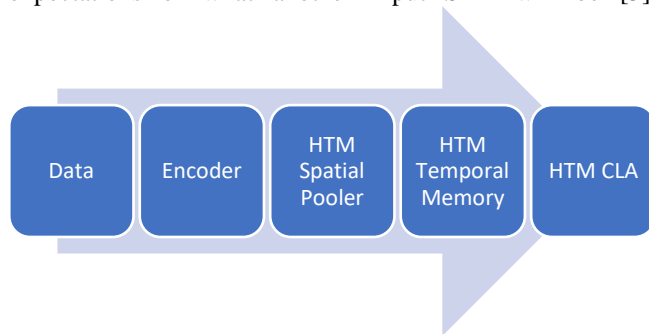 Data
Encoder
HTM
Spatial
Pooler
HTM
Temporal
Memory
HTM CLA